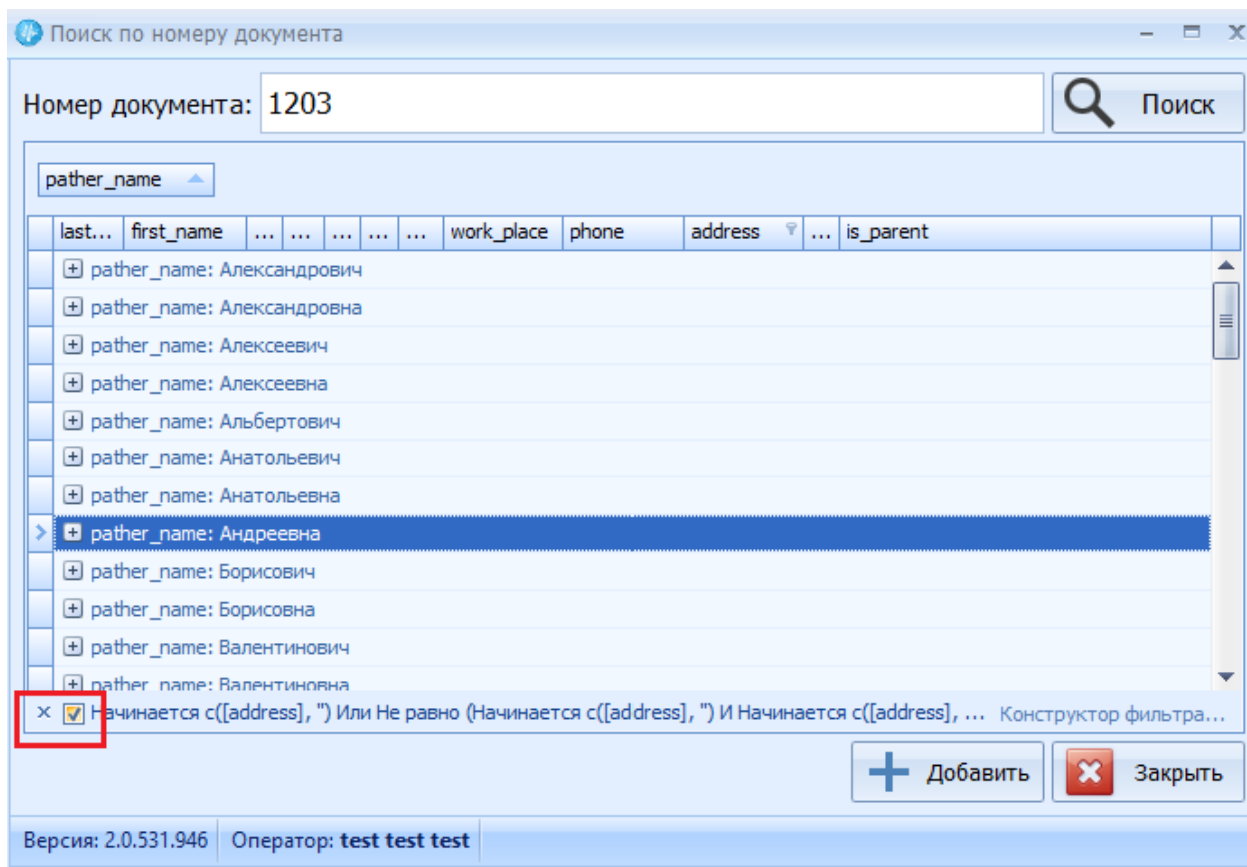 Поиск по номеру документа
Номер документа: 1203 Поиск
pather_name
last... first_name ... ... ... ... ... work_place phone address ... is_parent
pather_name: Александрович
pather_name: Александровна
pather_name: Алексеевич
pather_name: Алексеевна
pather_name: Альбертович
pather_name: Анатольевич
pather_name: Анатольевна
pather_name: Андреевна
pather_name: Борисович
pather_name: Борисовна
pather_name: Валентинович
pather_name: Валентиновна
Начинается с([address], '') Или Не равно (Начинается с([address], '') И Начинается с([address], ... Конструктор фильтра...
Добавить Закрыть
Версия: 2.0.531.946 Оператор: test test test